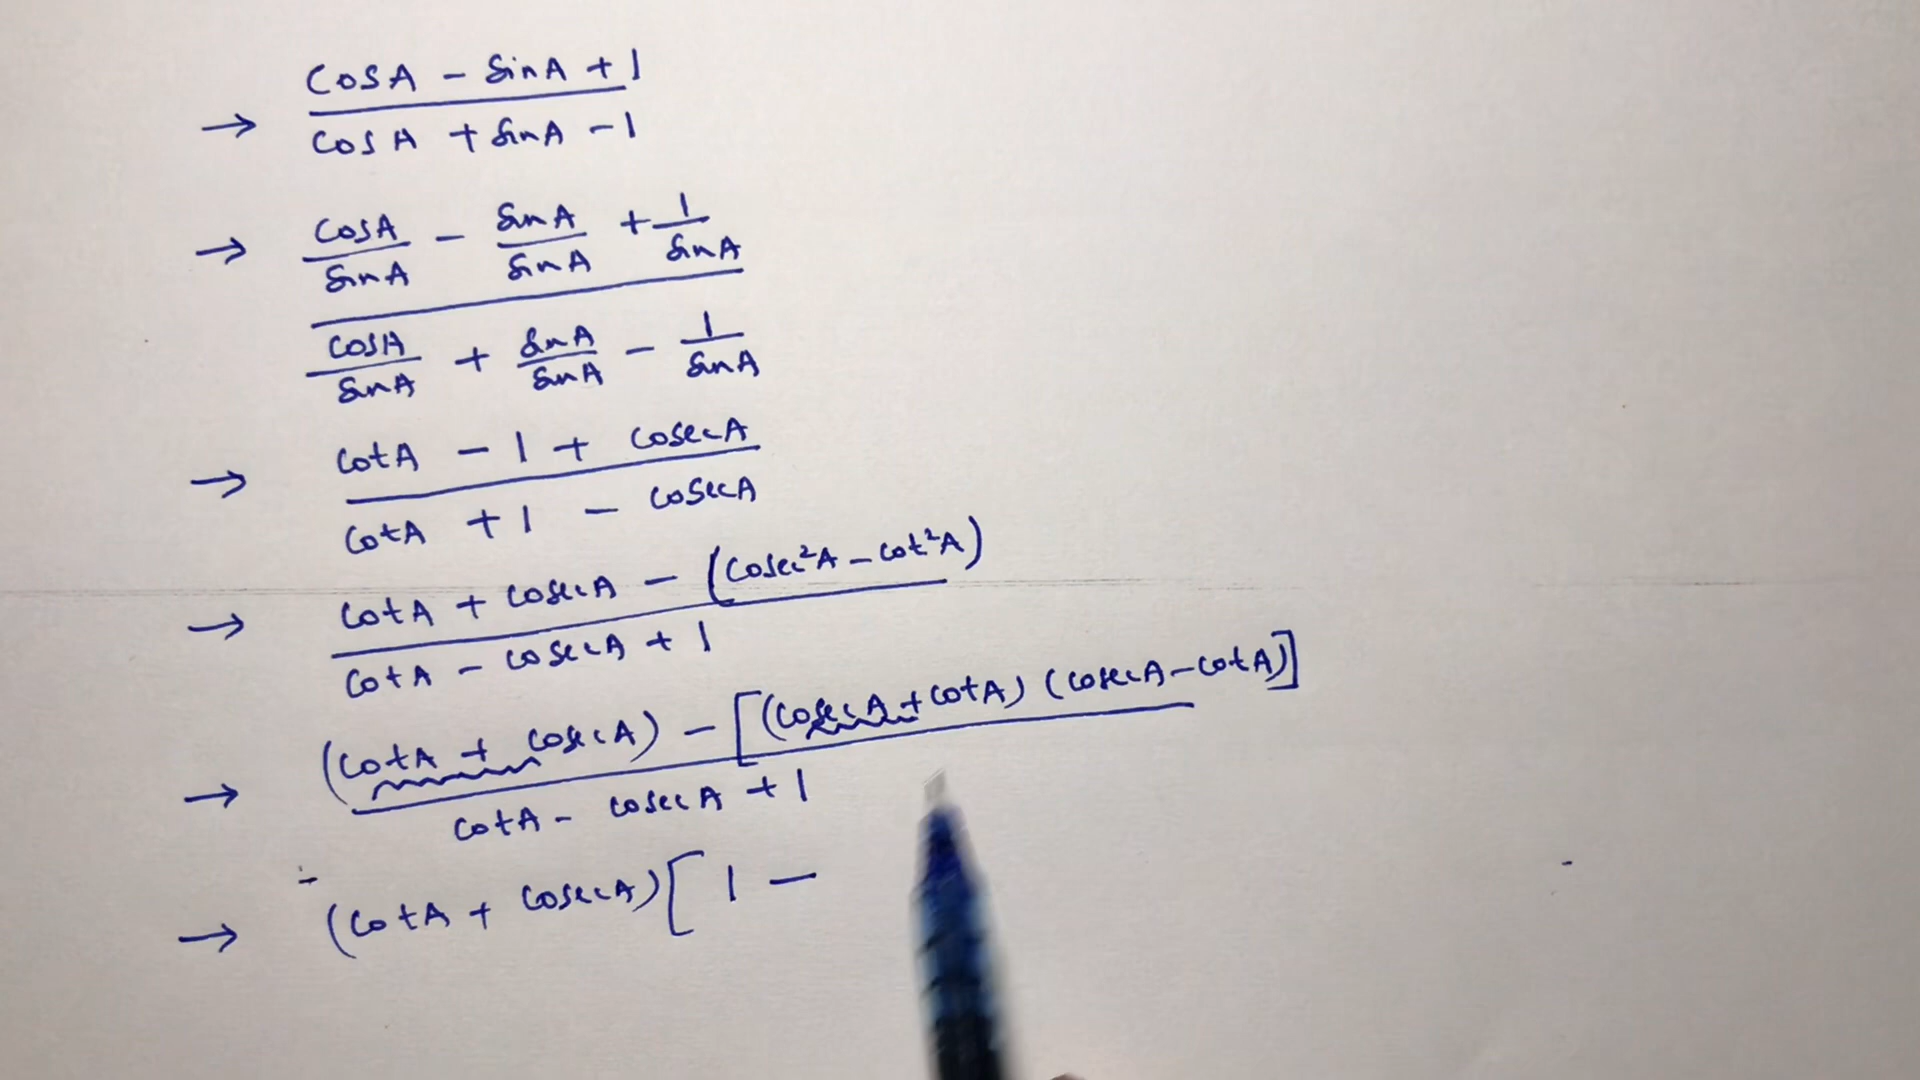 → CosA - SinA + 1
CosA + SinA - 1
→ CosA/SinA - SinA/SinA + 1/SinA
CosA/SinA + SinA/SinA - 1/SinA
→ CotA - 1 + CosecA
CotA + 1 - CosecA
→ CotA + CosecA - (Cosec²A - Cot²A)
CotA - CosecA + 1
→ (CotA + CosecA) - [(CosecA + CotA) (CosecA - CotA)]
CotA - CosecA + 1
→ (CotA + CosecA) [ 1 -